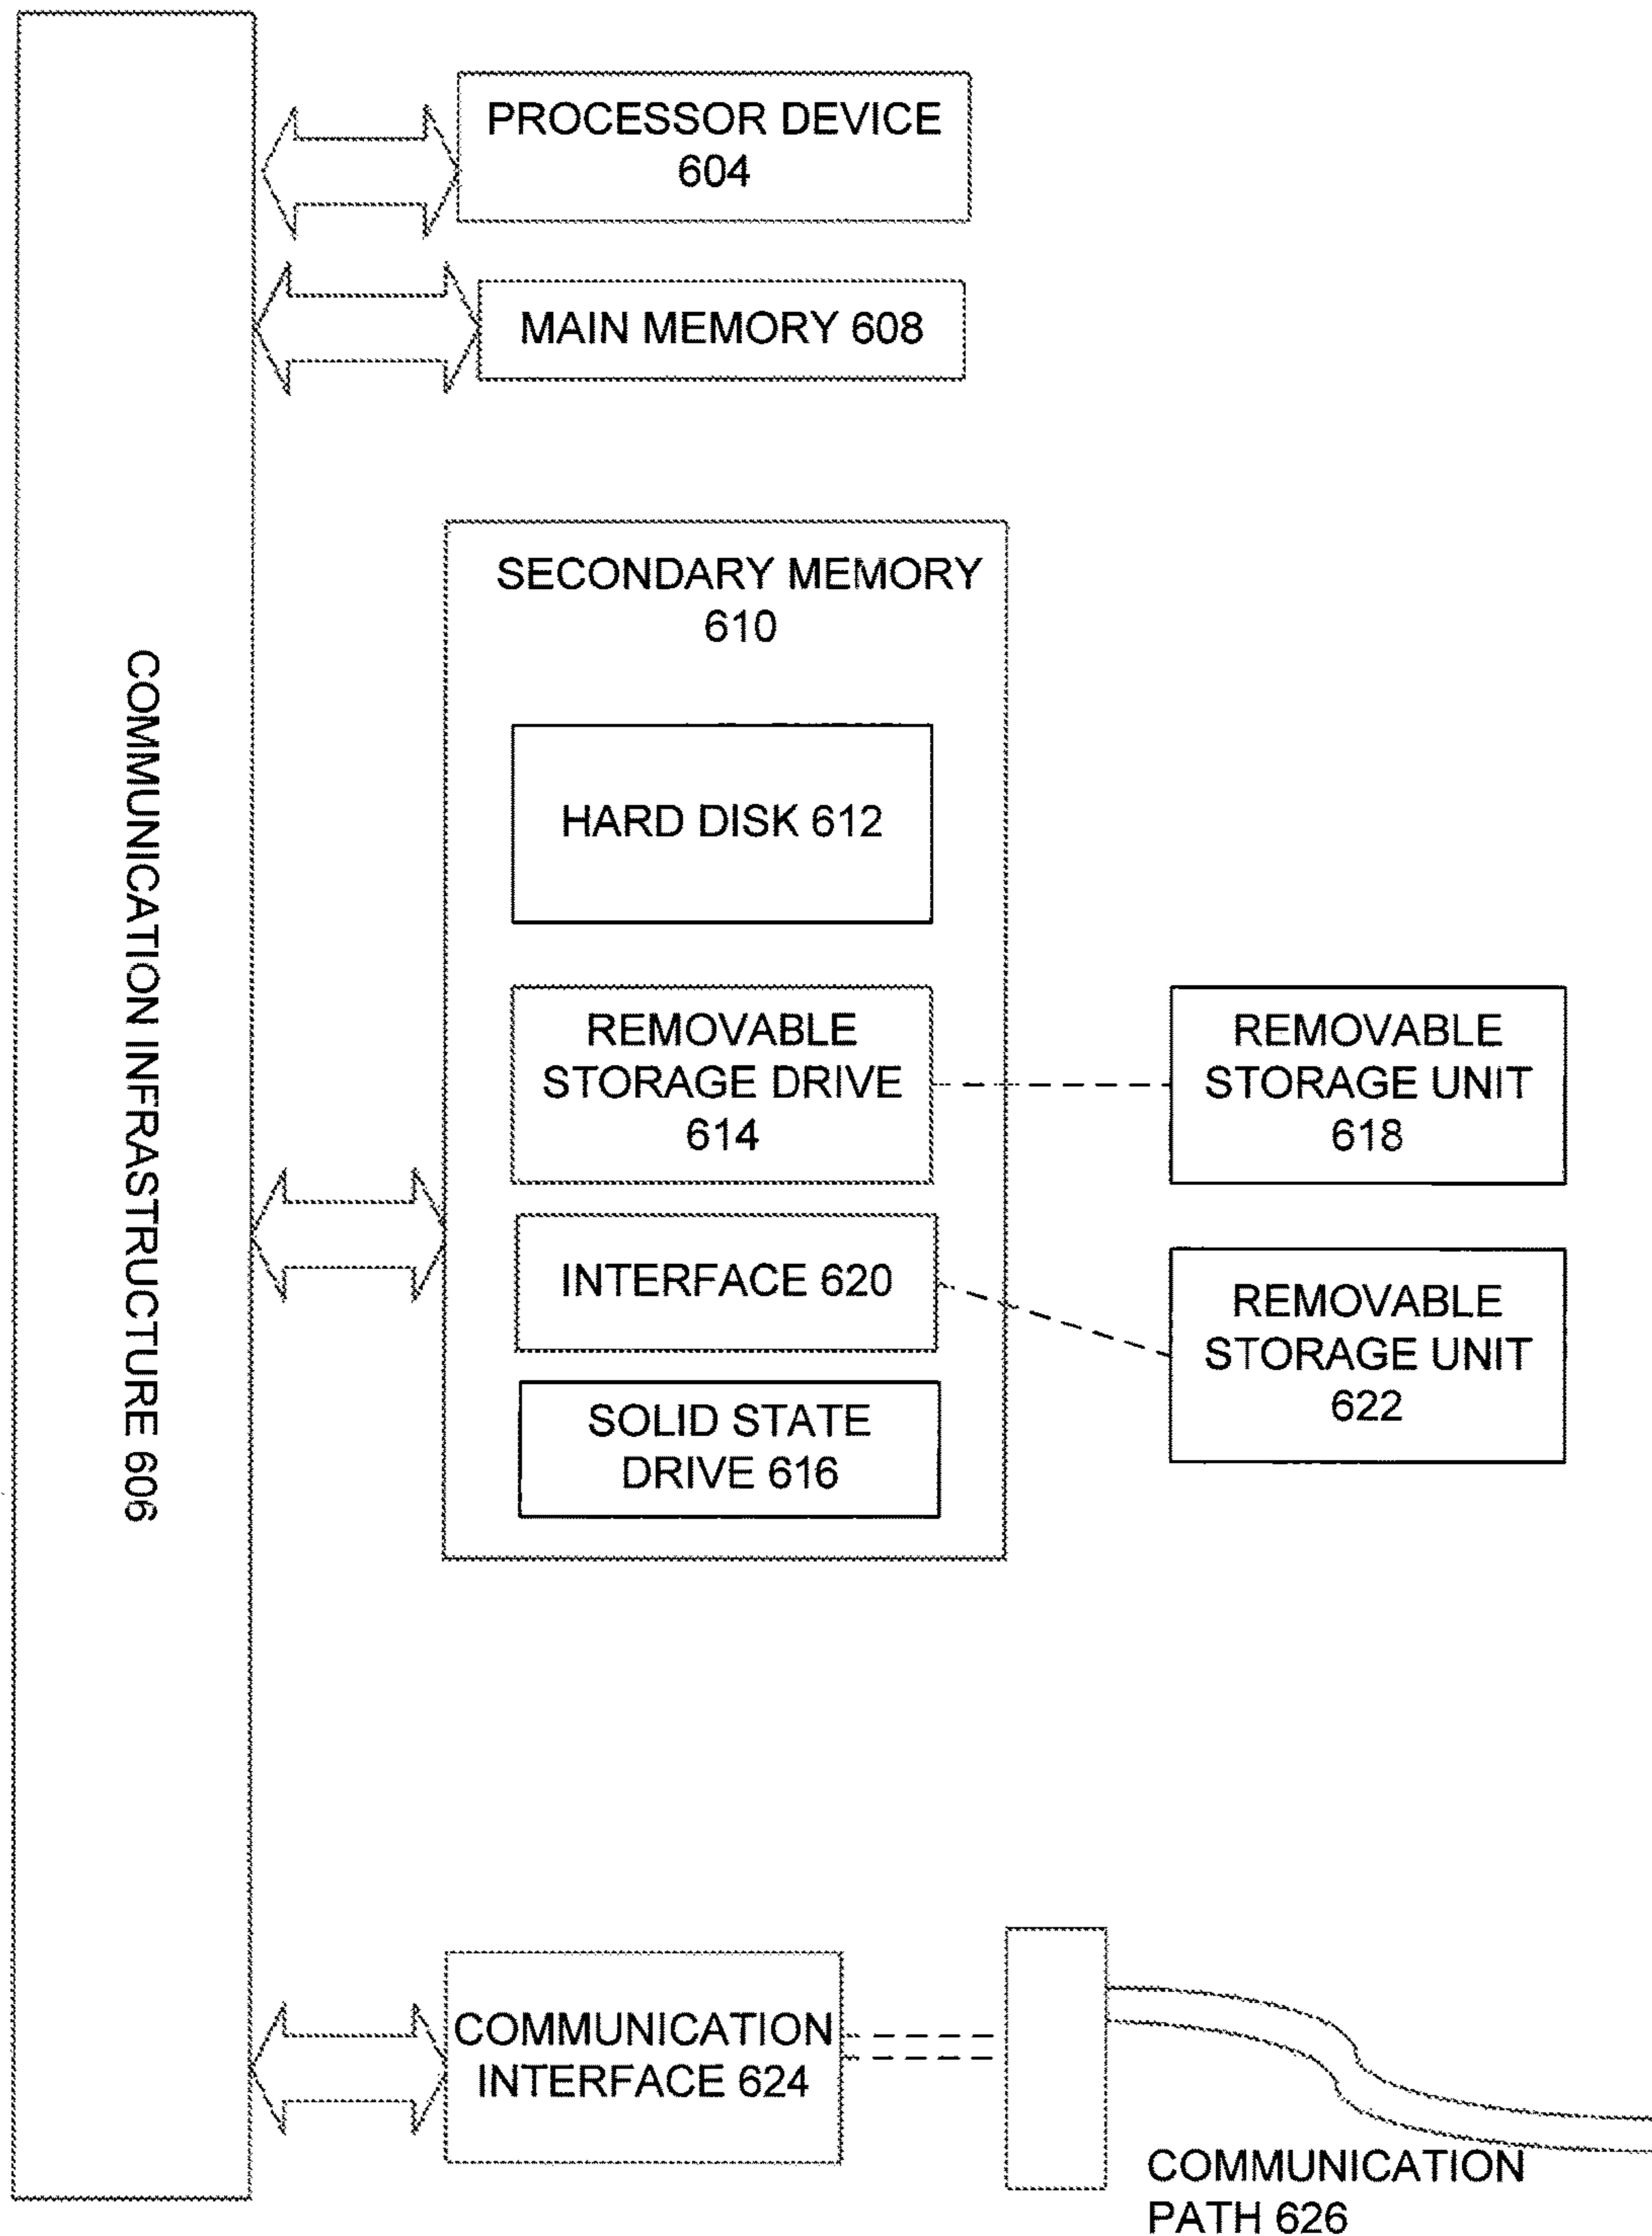 COMMUNICATION INFRASTRUCTURE 606
PROCESSOR DEVICE
604
MAIN MEMORY 608
SECONDARY MEMORY
610
HARD DISK 612
REMOVABLE
STORAGE DRIVE
614
REMOVABLE
STORAGE UNIT
618
INTERFACE 620
REMOVABLE
STORAGE UNIT
622
SOLID STATE
DRIVE 616
COMMUNICATION
INTERFACE 624
COMMUNICATION
PATH 626